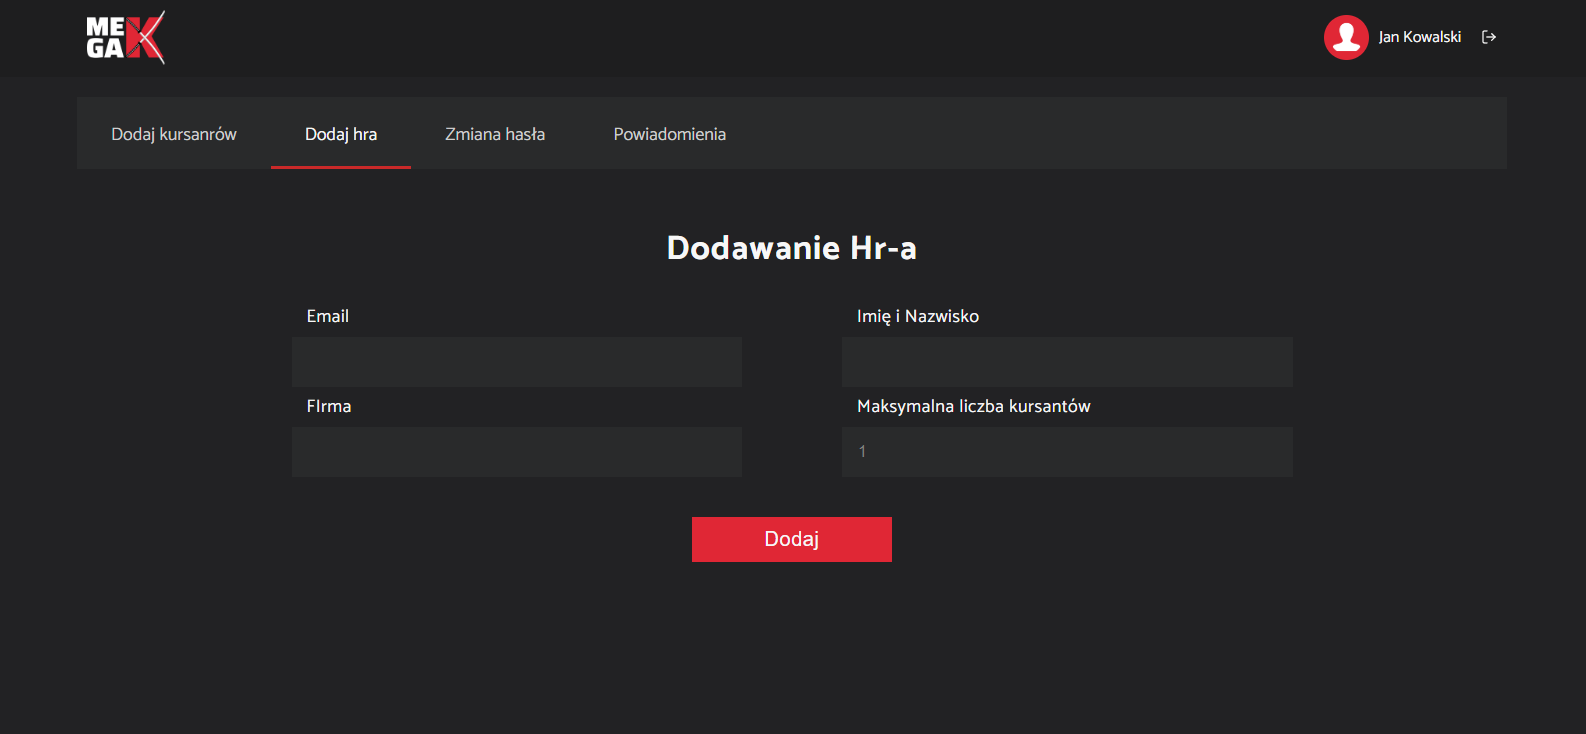 MEGAK
Jan Kowalski
Dodaj kursanrów
Dodaj hra
Zmiana hasła
Powiadomienia
Dodawanie Hr-a
Email
Imię i Nazwisko
FIrma
Maksymalna liczba kursantów
1
Dodaj